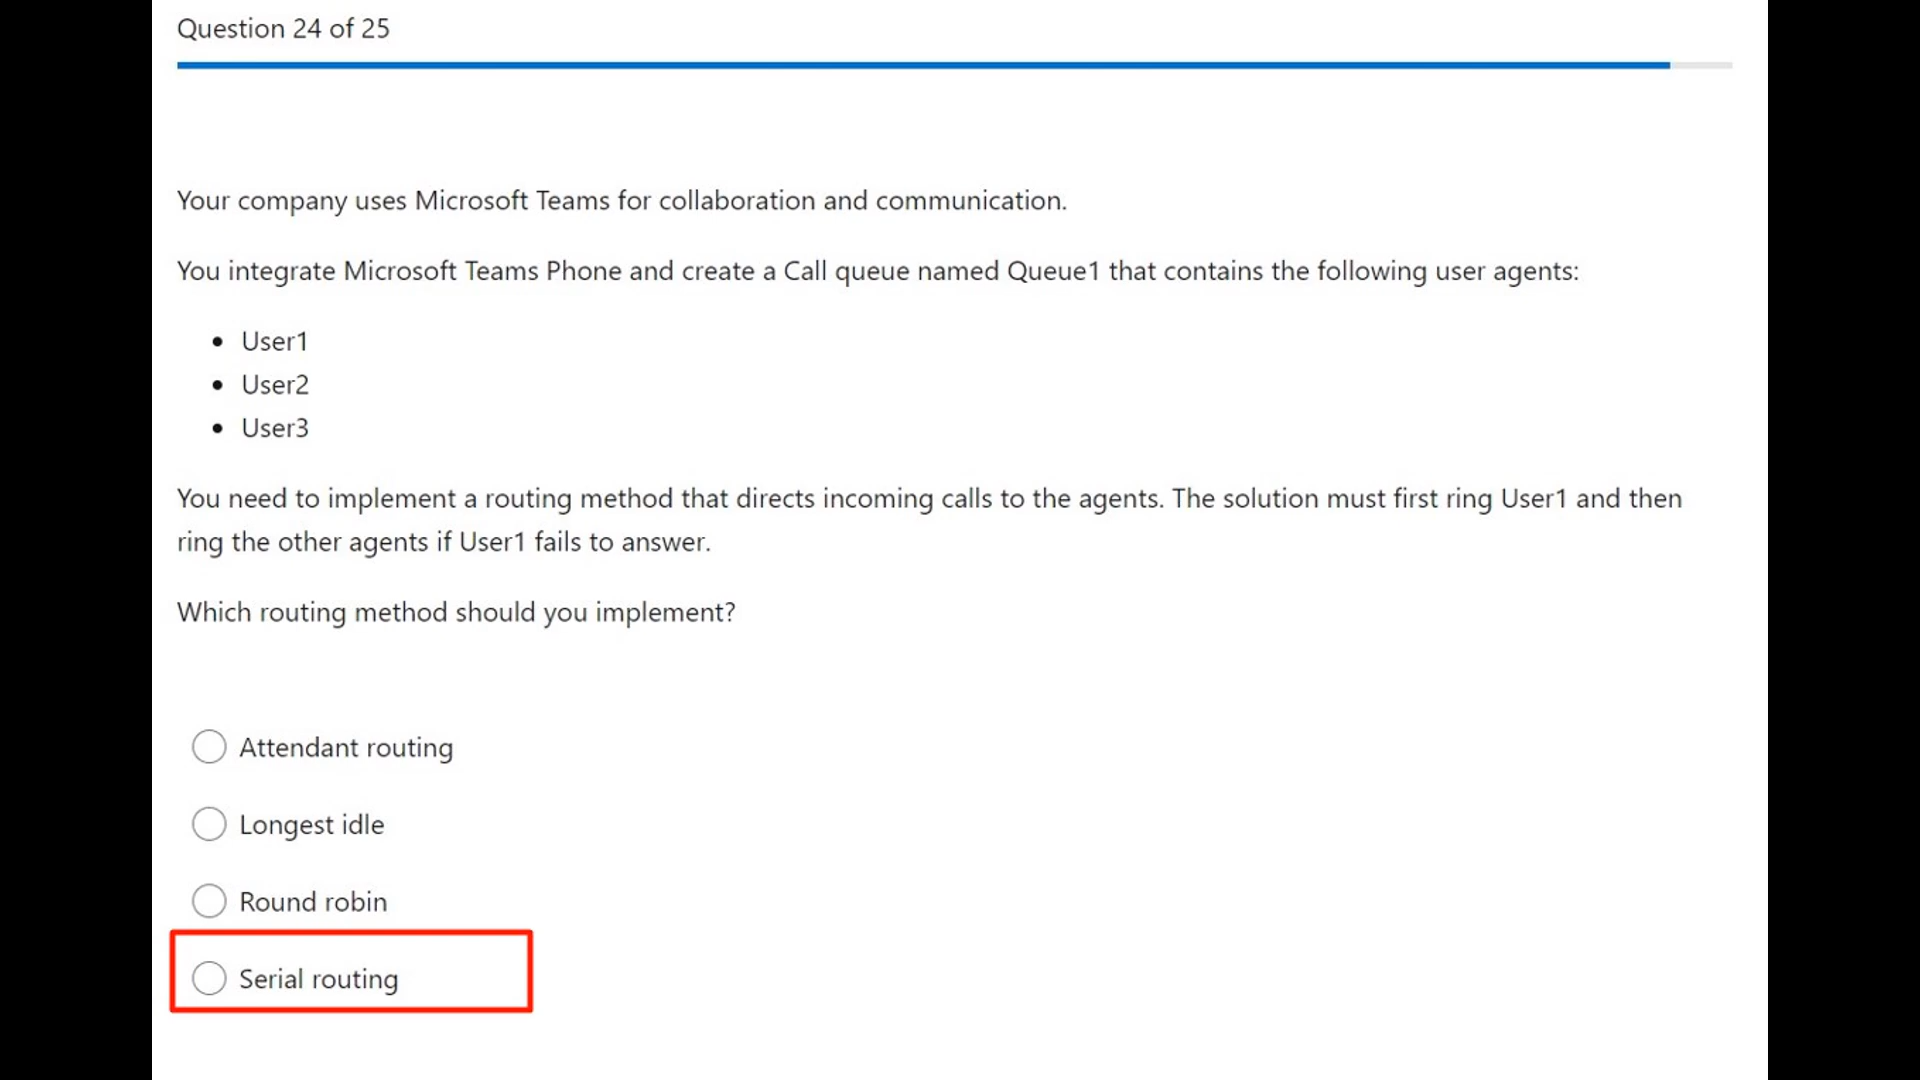 Question 24 of 25
Your company uses Microsoft Teams for collaboration and communication.
You integrate Microsoft Teams Phone and create a Call queue named Queue1 that contains the following user agents:
• User1
• User2
• User3
You need to implement a routing method that directs incoming calls to the agents. The solution must first ring User1 and then
ring the other agents if User1 fails to answer.
Which routing method should you implement?
Attendant routing
Longest idle
Round robin
Serial routing